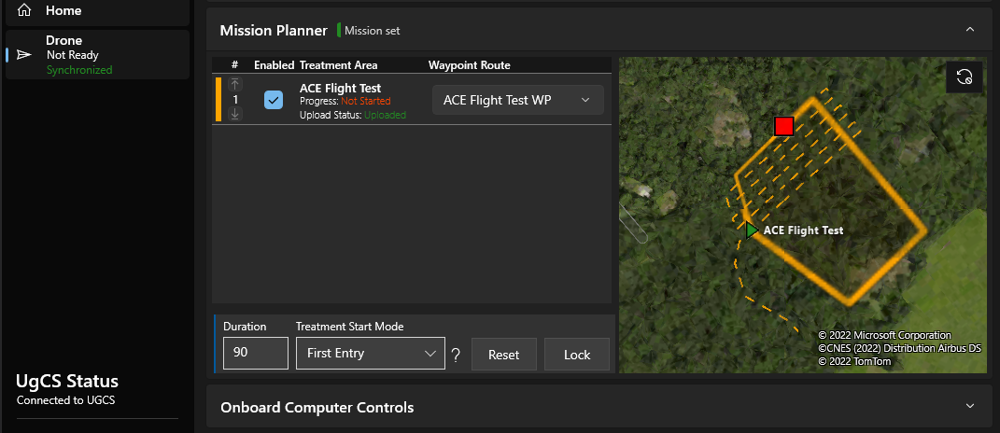 Home
Drone
Not Ready
Synchronized
UgCS Status
Connected to UGCS
Mission Planner Mission set
# Enabled Treatment Area Waypoint Route
1
ACE Flight Test
Progress: Not Started
Upload Status: Uploaded
ACE Flight Test WP
ACE Flight Test
© 2022 Microsoft Corporation
©CNES (2022) Distribution Airbus DS
© 2022 TomTom
Duration Treatment Start Mode
90 First Entry ? Reset Lock
Onboard Computer Controls